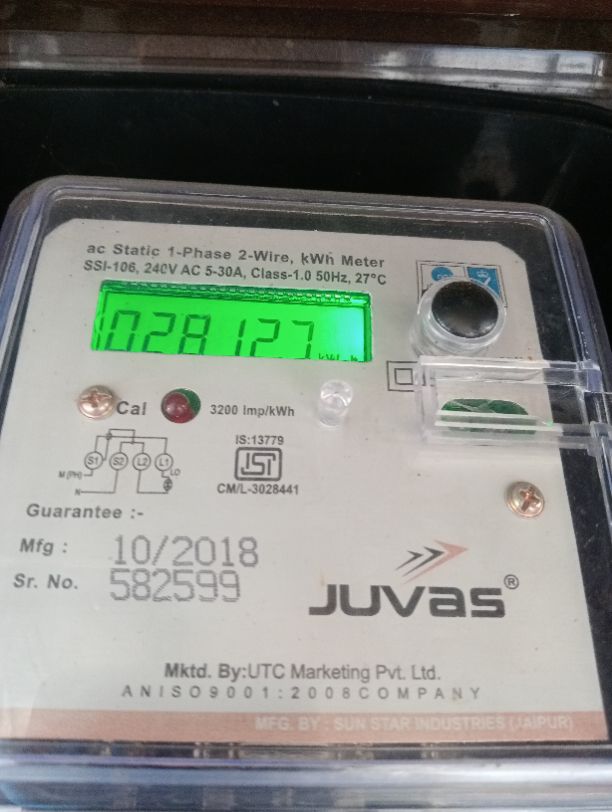 ac Static 1-Phase 2-Wire, kWh Meter
SSI-106, 240V AC 5-30A, Class-1.0 50Hz, 27°C
028127
kWh
Cal
3200 Imp/kWh
S1 S2 L2 L1
M (PH)
LD
N
IS:13779
ISI
CM/L-3028441
Guarantee :-
Mfg : 10/2018
Sr. No. 582599
JUVas®
Mktd. By:UTC Marketing Pvt. Ltd.
AN ISO 9001:2008 COMPANY
MFG. BY : SUN STAR INDUSTRIES (JAIPUR)